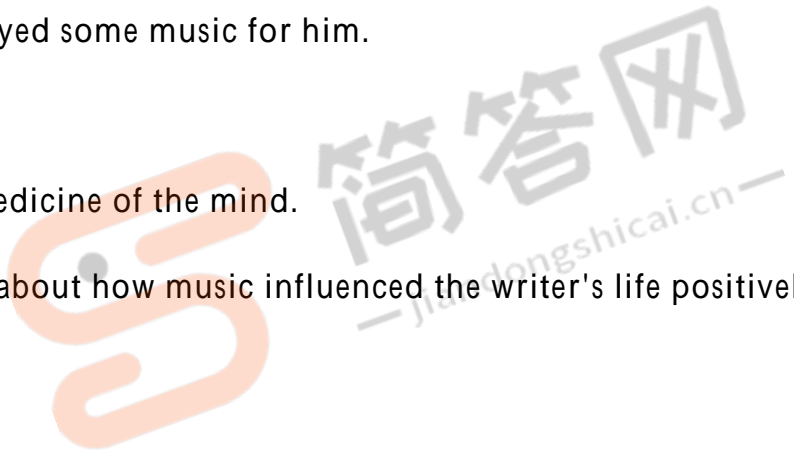 yed some music for him.
edicine of the mind.
about how music influenced the writer's life positivel
简答网
— jiandongshicai.cn —